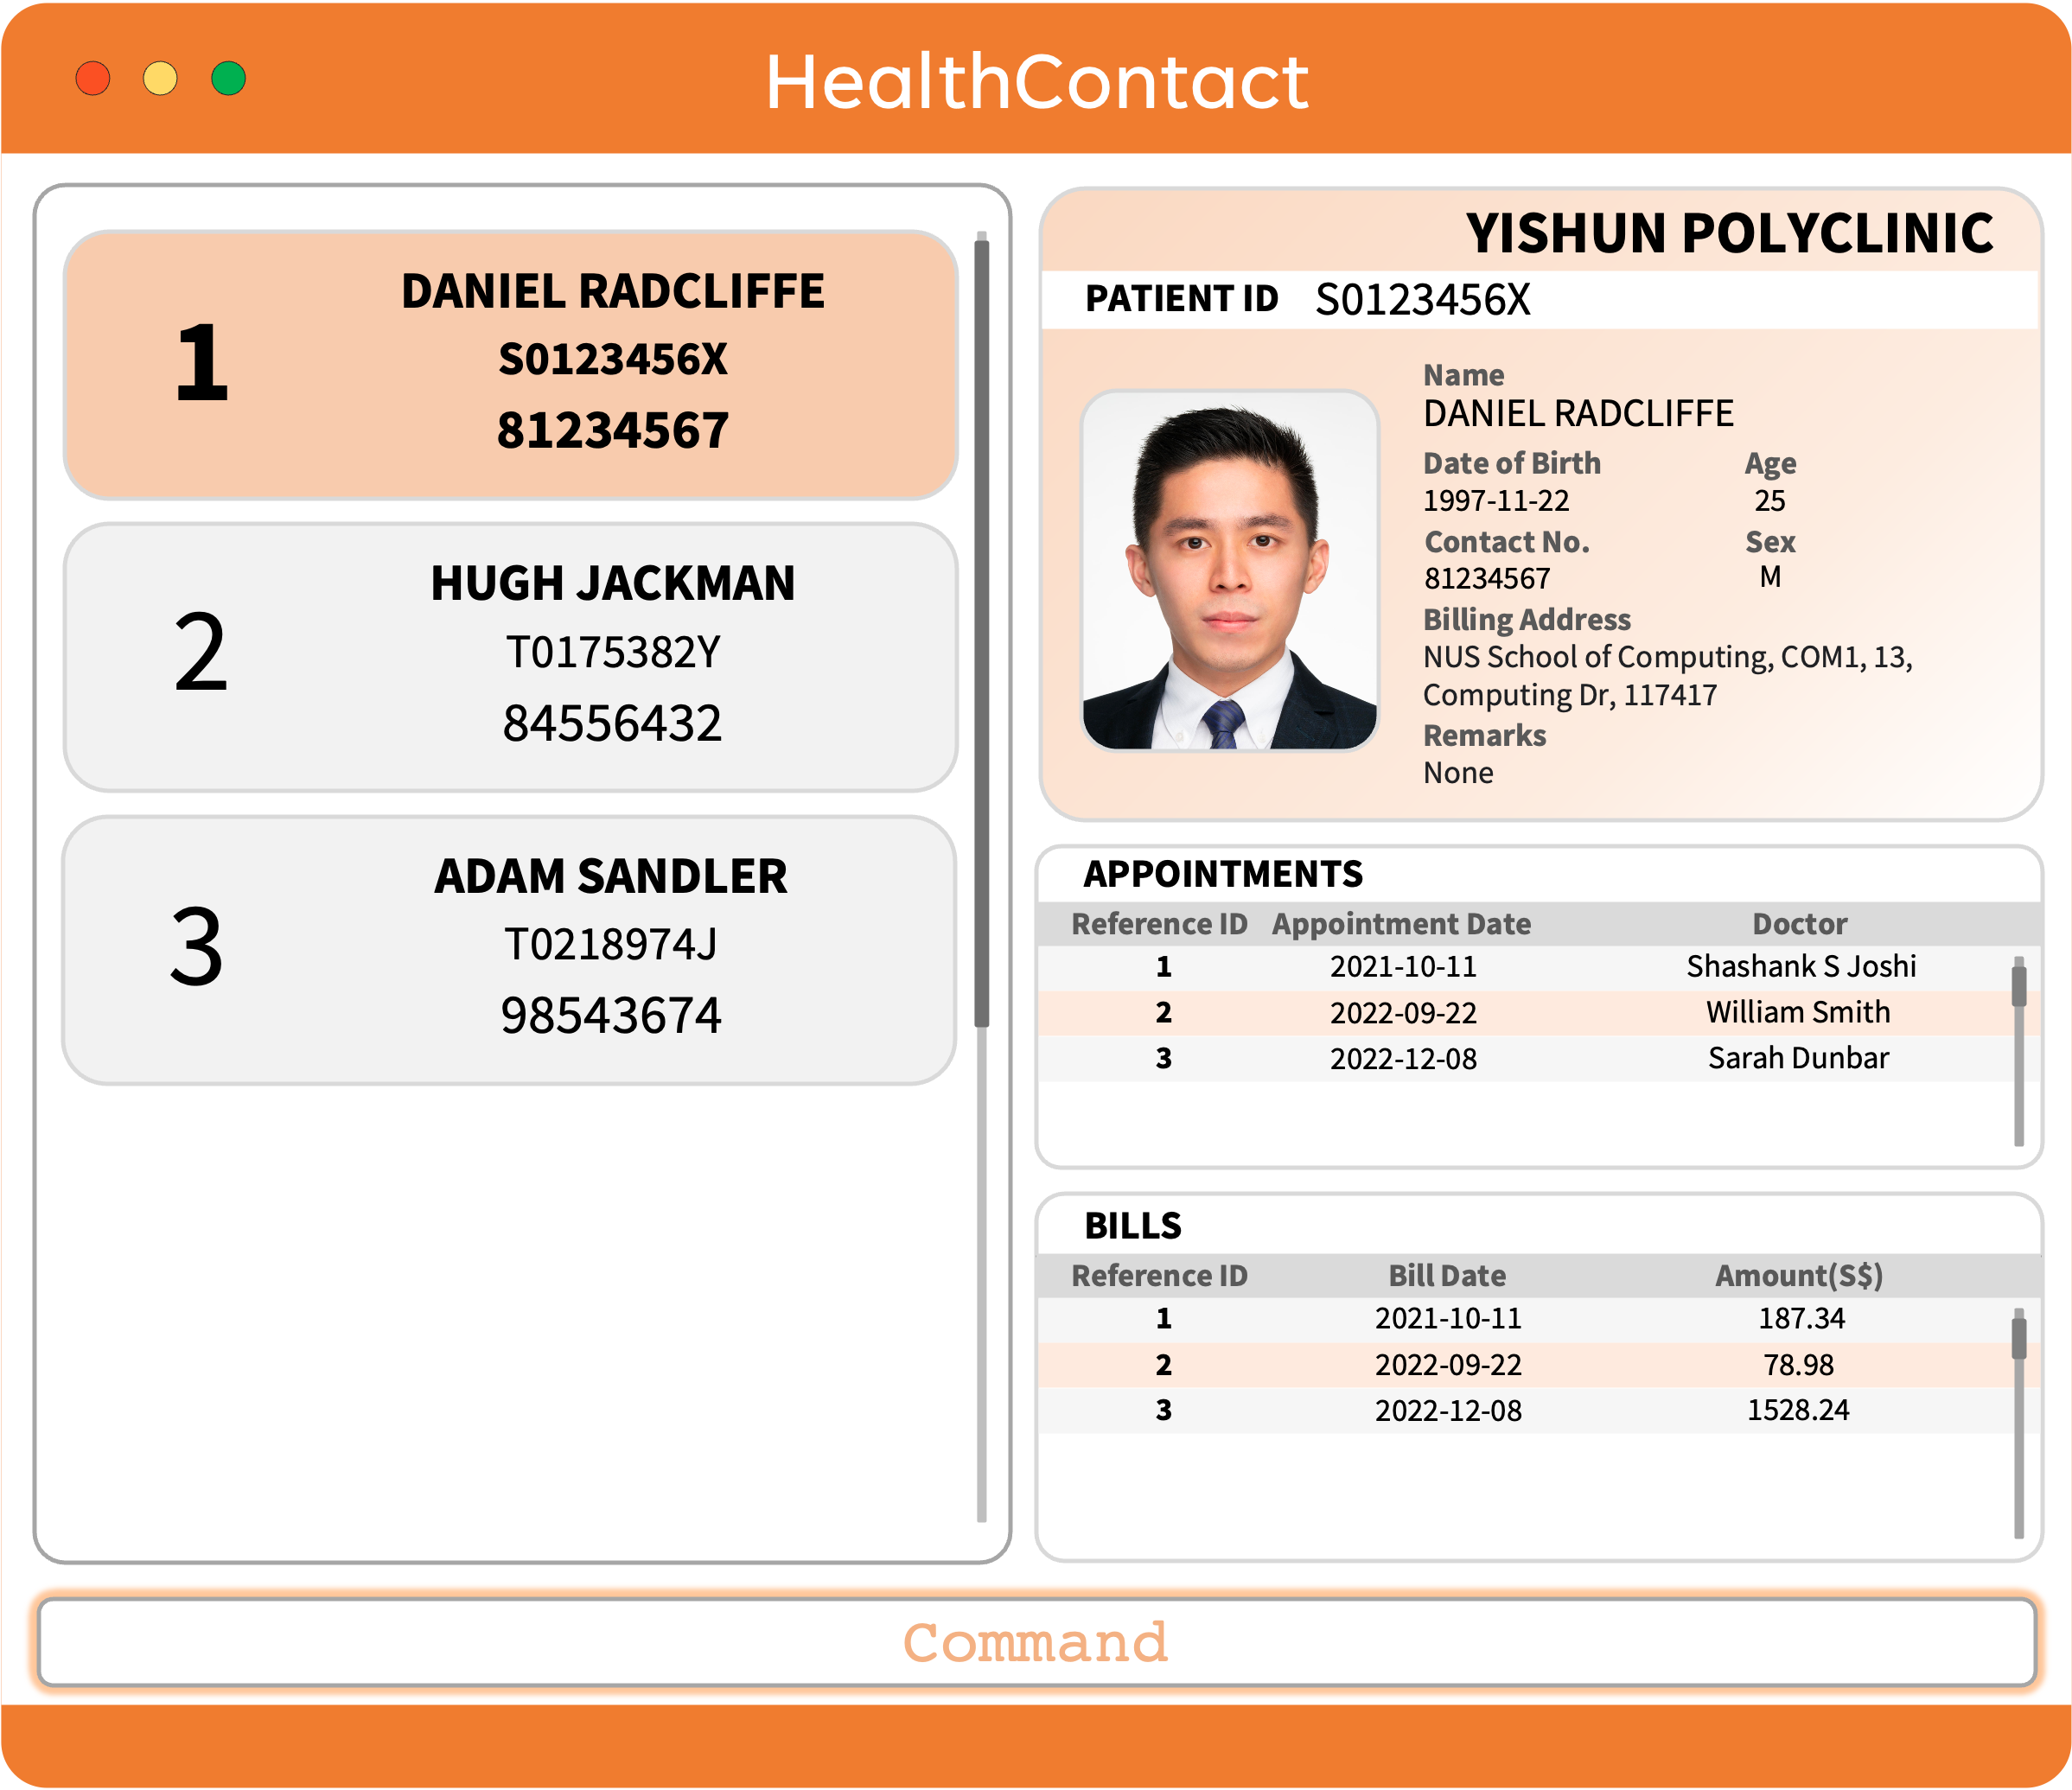 HealthContact
1
DANIEL RADCLIFFE
S0123456X
81234567
2
HUGH JACKMAN
T0175382Y
84556432
3
ADAM SANDLER
T0218974J
98543674
YISHUN POLYCLINIC
PATIENT ID S0123456X
Name
DANIEL RADCLIFFE
Date of Birth Age
1997-11-22 25
Contact No. Sex
81234567 M
Billing Address
NUS School of Computing, COM1, 13,
Computing Dr, 117417
Remarks
None
APPOINTMENTS
Reference ID Appointment Date Doctor
1 2021-10-11 Shashank S Joshi
2 2022-09-22 William Smith
3 2022-12-08 Sarah Dunbar
BILLS
Reference ID Bill Date Amount(S$)
1 2021-10-11 187.34
2 2022-09-22 78.98
3 2022-12-08 1528.24
Command